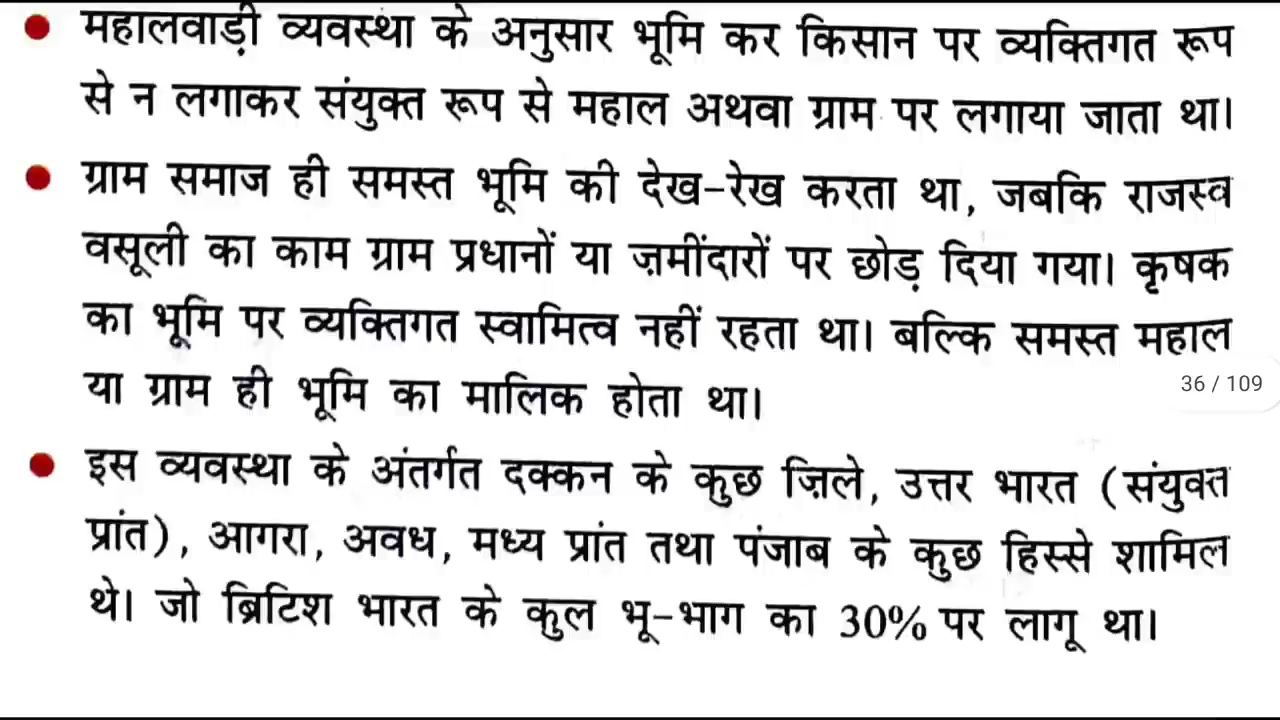 • महालवाड़ी व्यवस्था के अनुसार भूमि कर किसान पर व्यक्तिगत रूप
से न लगाकर संयुक्त रूप से महाल अथवा ग्राम पर लगाया जाता था।
• ग्राम समाज ही समस्त भूमि की देख-रेख करता था, जबकि राजस्व
वसूली का काम ग्राम प्रधानों या ज़मींदारों पर छोड़ दिया गया। कृषक
का भूमि पर व्यक्तिगत स्वामित्व नहीं रहता था। बल्कि समस्त महाल
या ग्राम ही भूमि का मालिक होता था।
36 / 109
• इस व्यवस्था के अंतर्गत दक्कन के कुछ ज़िले, उत्तर भारत (संयुक्त
प्रांत), आगरा, अवध, मध्य प्रांत तथा पंजाब के कुछ हिस्से शामिल
थे। जो ब्रिटिश भारत के कुल भू-भाग का 30% पर लागू था।